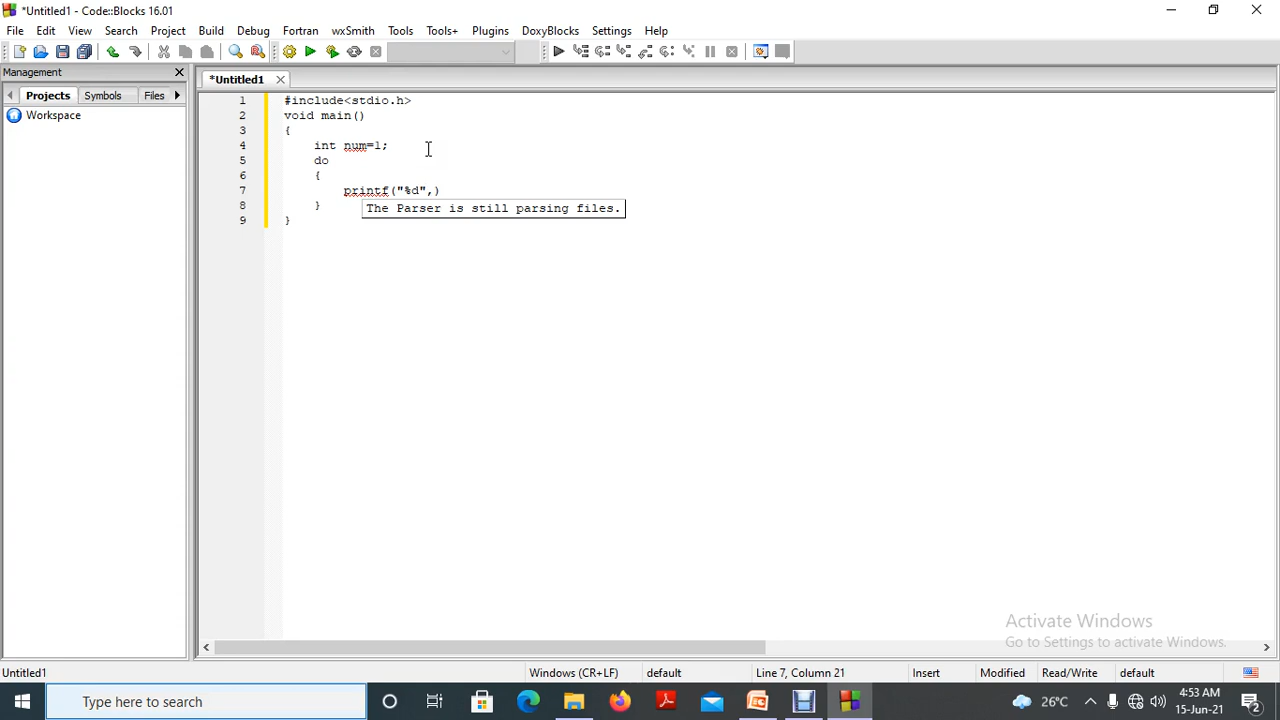 *Untitled1 - Code::Blocks 16.01
File Edit View Search Project Build Debug Fortran wxSmith Tools Tools+ Plugins DoxyBlocks Settings Help
Management
Projects Symbols Files
Workspace
*Untitled1
1 #include<stdio.h>
2 void main()
3 {
4 int num=1;
5 do
6 {
7 printf("%d",)
8 }
The Parser is still parsing files.
9 }
Activate Windows
Go to Settings to activate Windows.
Untitled1 Windows (CR+LF) default Line 7, Column 21 Insert Modified Read/Write default
Type here to search
26°C
4:53 AM
15-Jun-21
2